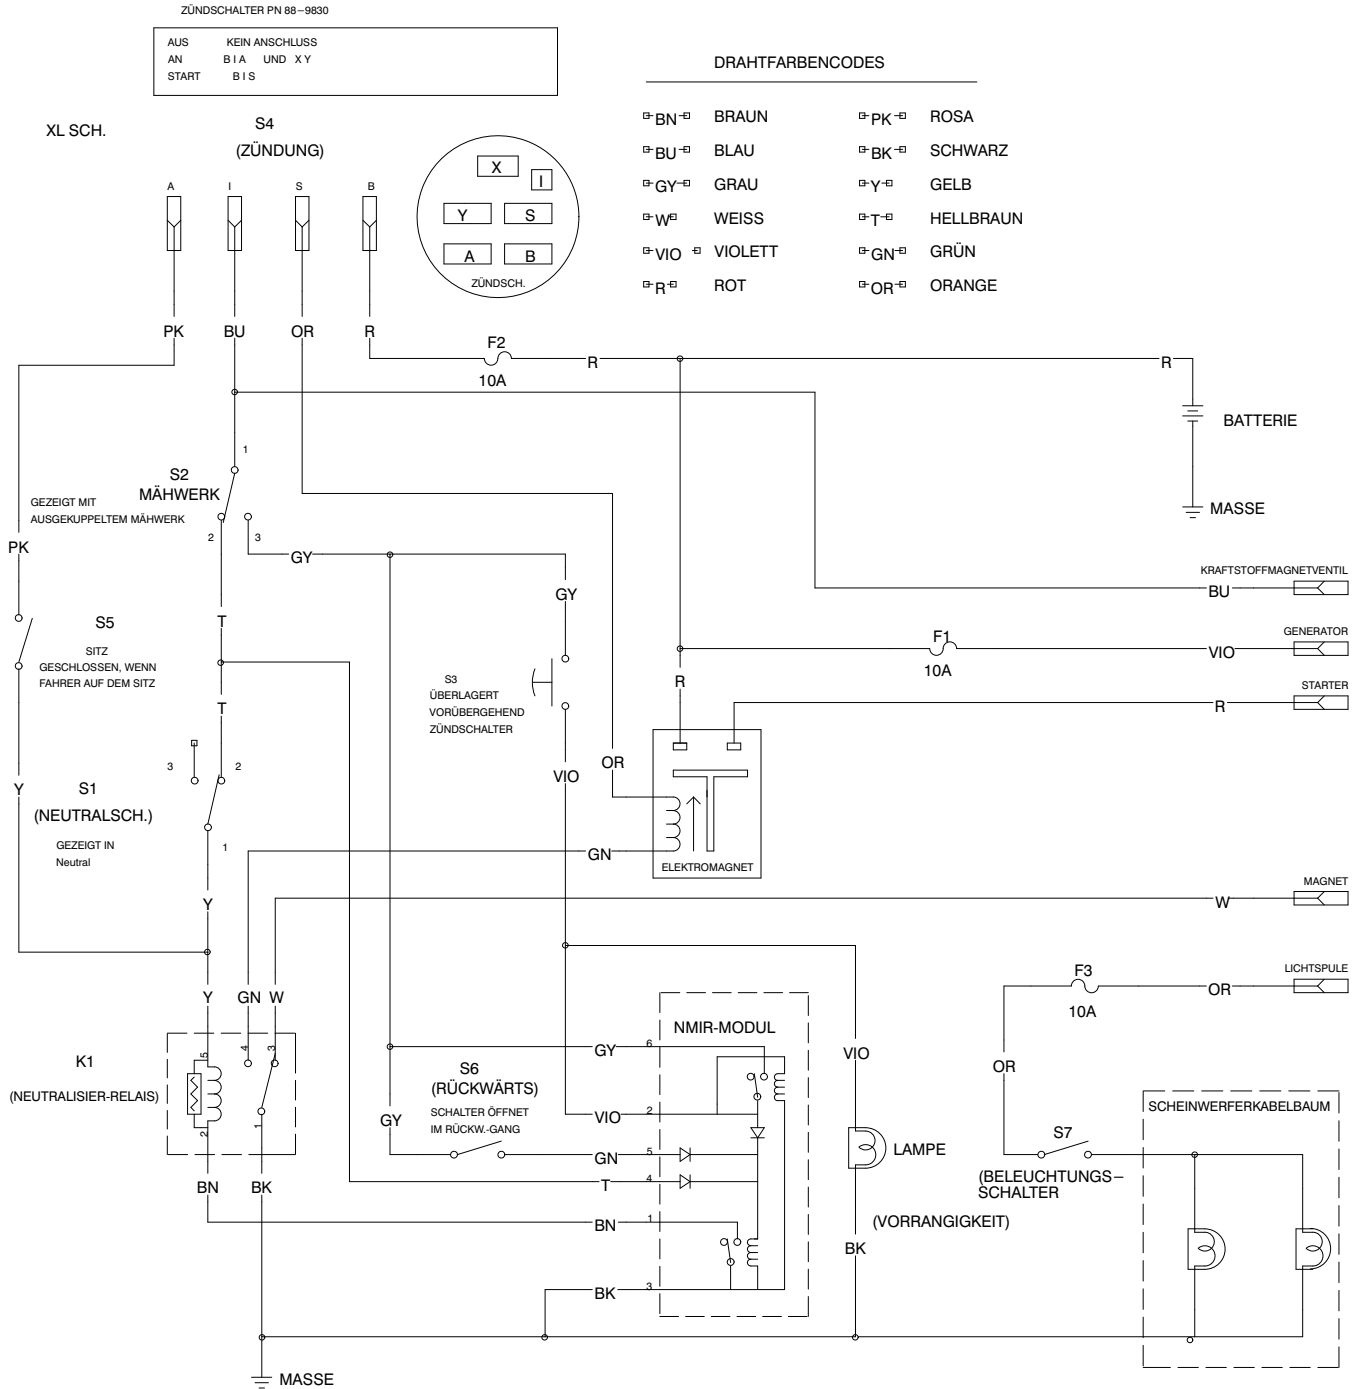 ZÜNDSCHALTER PN 88–9830
AUS KEIN ANSCHLUSS
AN B I A UND X Y
START B I S
XL SCH.
S4
(ZÜNDUNG)
A I S B
X
I
Y S
A B
ZÜNDSCH.
DRAHTFARBENCODES
BN BRAUN PK ROSA
BU BLAU BK SCHWARZ
GY GRAU Y GELB
W WEISS T HELLBRAUN
VIO VIOLETT GN GRÜN
R ROT OR ORANGE
PK BU OR R
F2
10A
R
R
BATTERIE
MASSE
1
S2
MÄHWERK
GEZEIGT MIT
AUSGEKUPPELTEM MÄHWERK
2 3
PK
GY
GY
KRAFTSTOFFMAGNETVENTIL
BU
S5
SITZ
GESCHLOSSEN, WENN
FAHRER AUF DEM SITZ
T
T
S3
ÜBERLAGERT
VORÜBERGEHEND
ZÜNDSCHALTER
F1
10A
VIO
GENERATOR
R
R
STARTER
3 2
Y
S1
(NEUTRALSCH.)
GEZEIGT IN
Neutral
1
VIO
OR
GN
ELEKTROMAGNET
MAGNET
W
Y
Y GN W
LICHTSPULE
F3
10A
OR
OR
K1
(NEUTRALISIER-RELAIS)
5 4 3
2 1
BN BK
NMIR-MODUL
GY 6
S6
(RÜCKWÄRTS)
SCHALTER ÖFFNET
IM RÜCKW.-GANG
GY
VIO 2
GN 5
T 4
BN 1
BK 3
VIO
LAMPE
(VORRANGIGKEIT)
BK
S7
(BELEUCHTUNGS–
SCHALTER
SCHEINWERFERKABELBAUM
MASSE